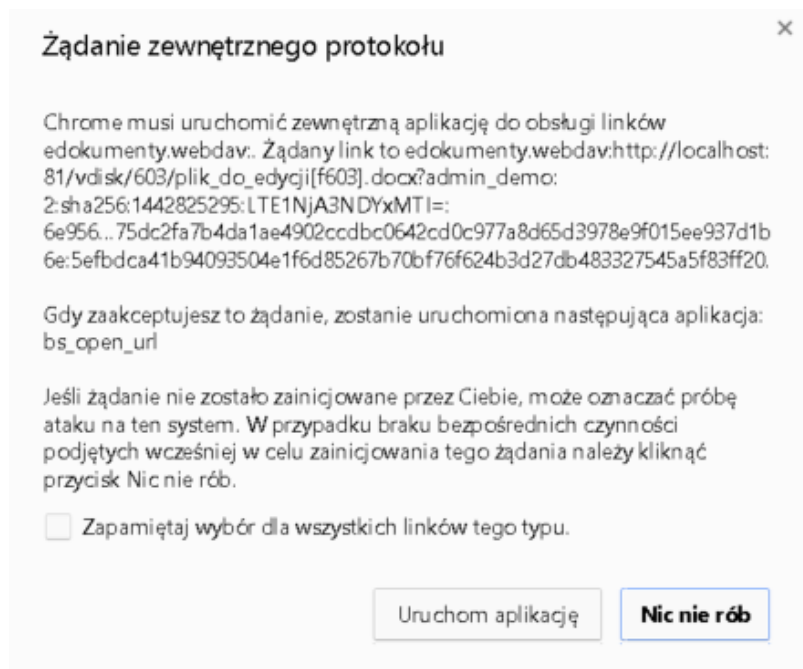 Żądanie zewnętrznego protokołu
Chrome musi uruchomić zewnętrzną aplikację do obsługi linków
edokumenty.webdav:. Żądany link to edokumenty.webdav:http://localhost:
81/vdisk/603/plik_do_edycji[f603].docx?admin_demo:
2:sha256:1442825295:LTE1NjA3NDYxMTI=:
6e956...75dc2fa7b4da1ae4902ccdbc0642cd0c977a8d65d3978e9f015ee937d1b
6e:5efbdca41b94093504e1f6d85267b70bf76f624b3d27db483327545a5f83ff20.
Gdy zaakceptujesz to żądanie, zostanie uruchomiona następująca aplikacja:
bs_open_url
Jeśli żądanie nie zostało zainicjowane przez Ciebie, może oznaczać próbę
ataku na ten system. W przypadku braku bezpośrednich czynności
podjętych wcześniej w celu zainicjowania tego żądania należy kliknąć
przycisk Nic nie rób.
Zapamiętaj wybór dla wszystkich linków tego typu.
Uruchom aplikację
Nic nie rób